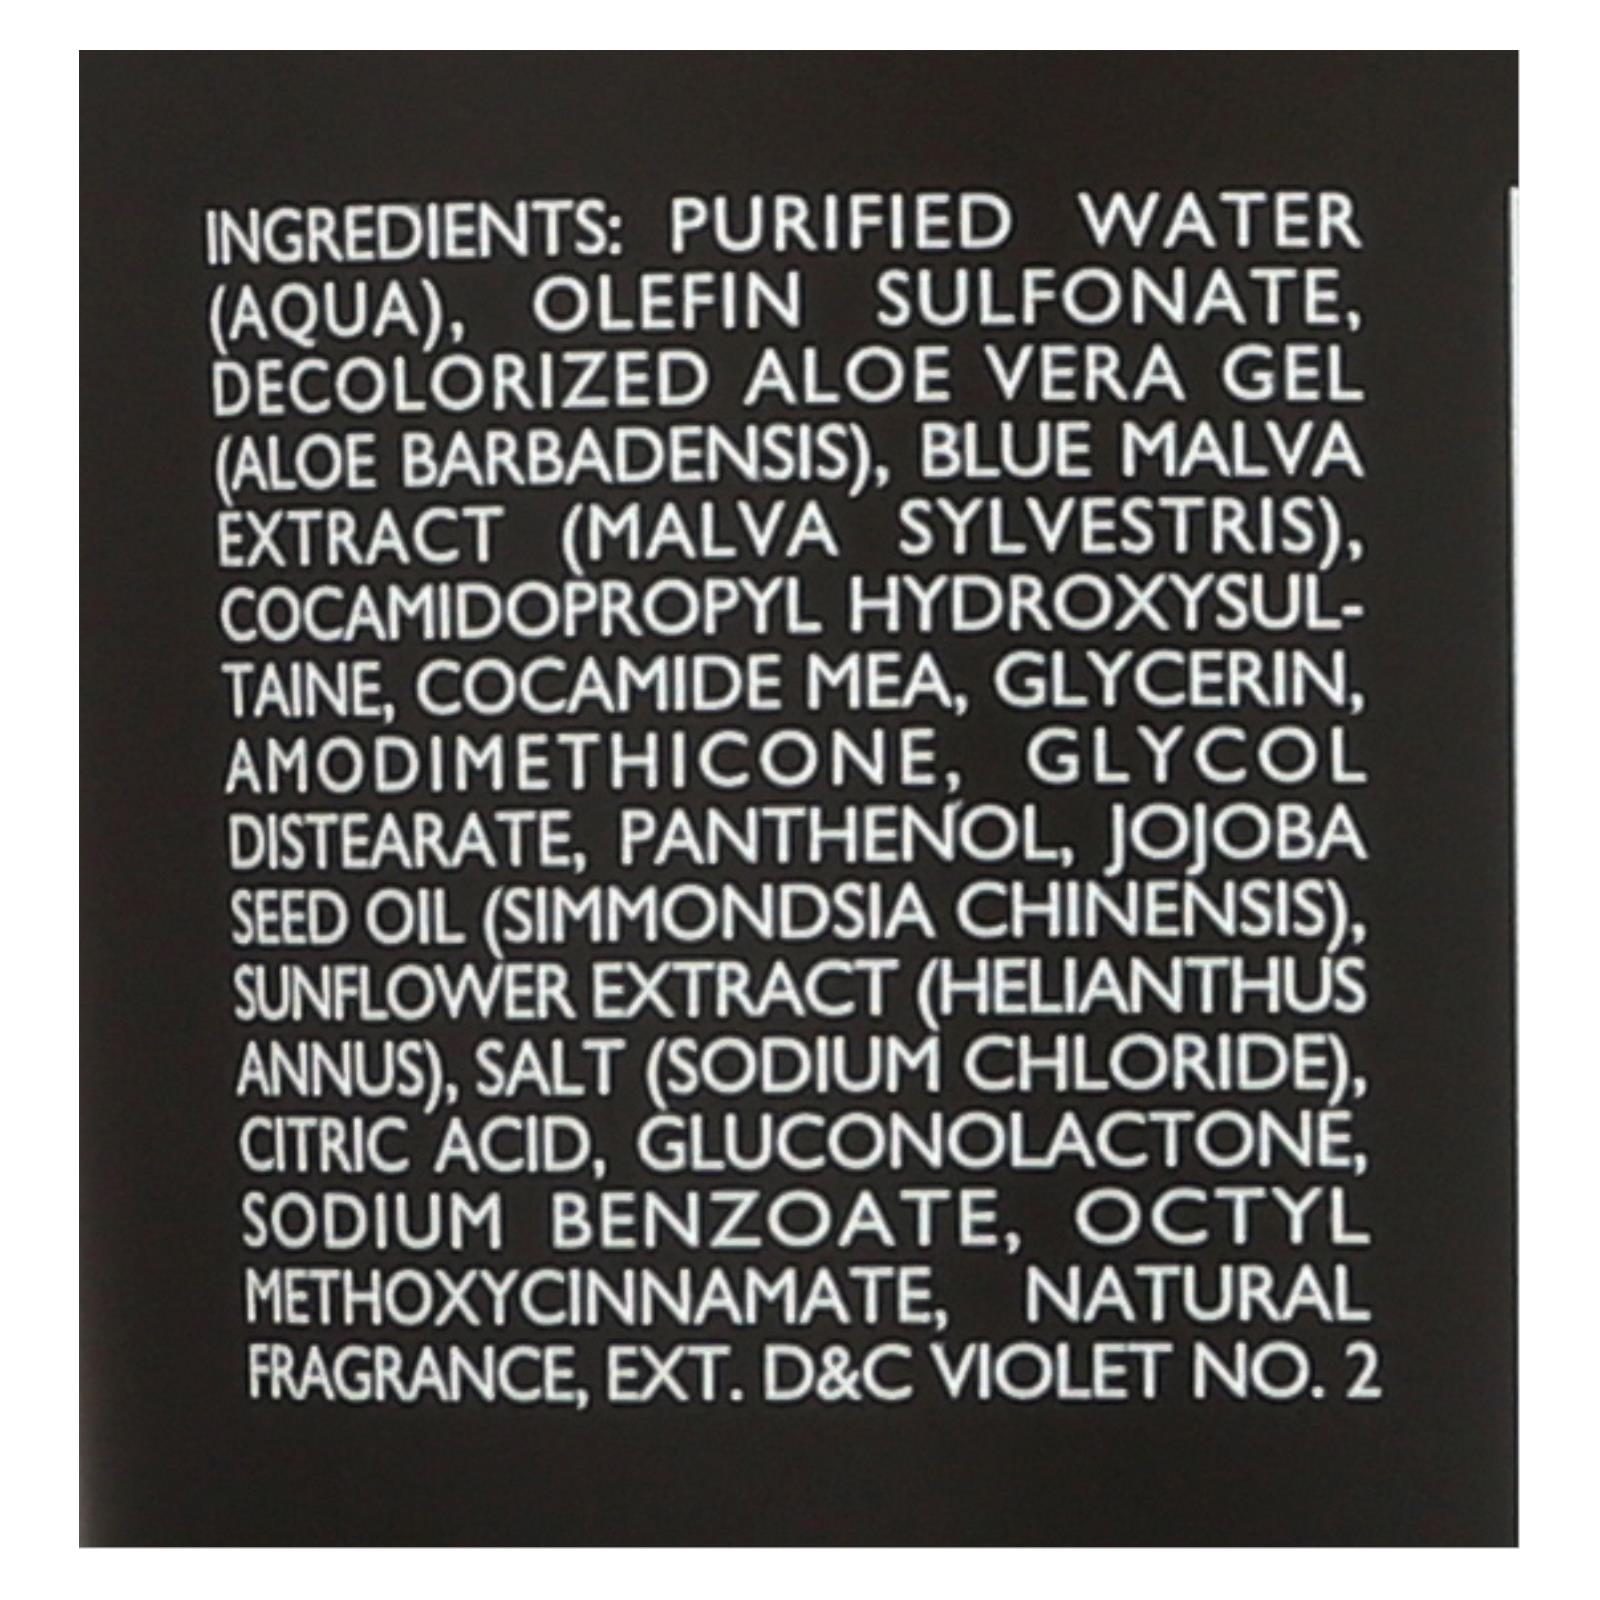 INGREDIENTS: PURIFIED WATER
(AQUA), OLEFIN SULFONATE,
DECOLORIZED ALOE VERA GEL
(ALOE BARBADENSIS), BLUE MALVA
EXTRACT (MALVA SYLVESTRIS),
COCAMIDOPROPYL HYDROXYSUL-
TAINE, COCAMIDE MEA, GLYCERIN,
AMODIMETHICONE, GLYCOL
DISTEARATE, PANTHENOL, JOJOBA
SEED OIL (SIMMONDSIA CHINENSIS),
SUNFLOWER EXTRACT (HELIANTHUS
ANNUS), SALT (SODIUM CHLORIDE),
CITRIC ACID, GLUCONOLACTONE,
SODIUM BENZOATE, OCTYL
METHOXYCINNAMATE, NATURAL
FRAGRANCE, EXT. D&C VIOLET NO. 2